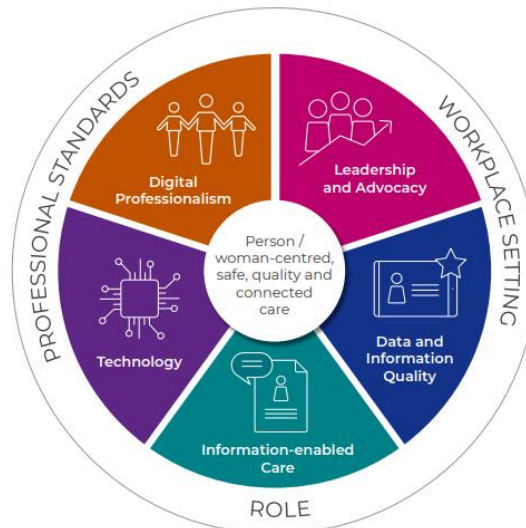 PROFESSIONAL STANDARDS
WORKPLACE SETTING
Digital
Professionalism
Leadership
and Advocacy
Person /
woman-centred,
safe, quality and
connected
care
Technology
Data and
Information
Quality
Information-enabled
Care
ROLE